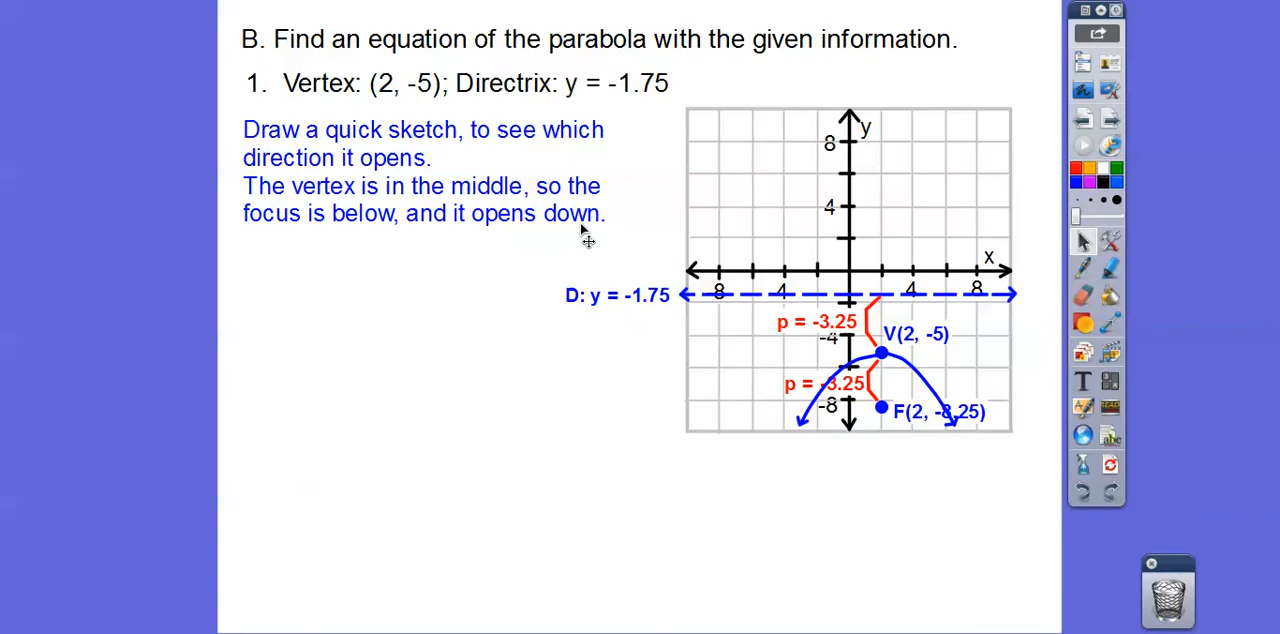 B. Find an equation of the parabola with the given information.
1. Vertex: (2, -5); Directrix: y = -1.75
Draw a quick sketch, to see which
direction it opens.
The vertex is in the middle, so the
focus is below, and it opens down.
y
8
4
x
D: y = -1.75
8
4
4
8
p = -3.25
-4
V(2, -5)
p = -3.25
-8
F(2, -8.25)